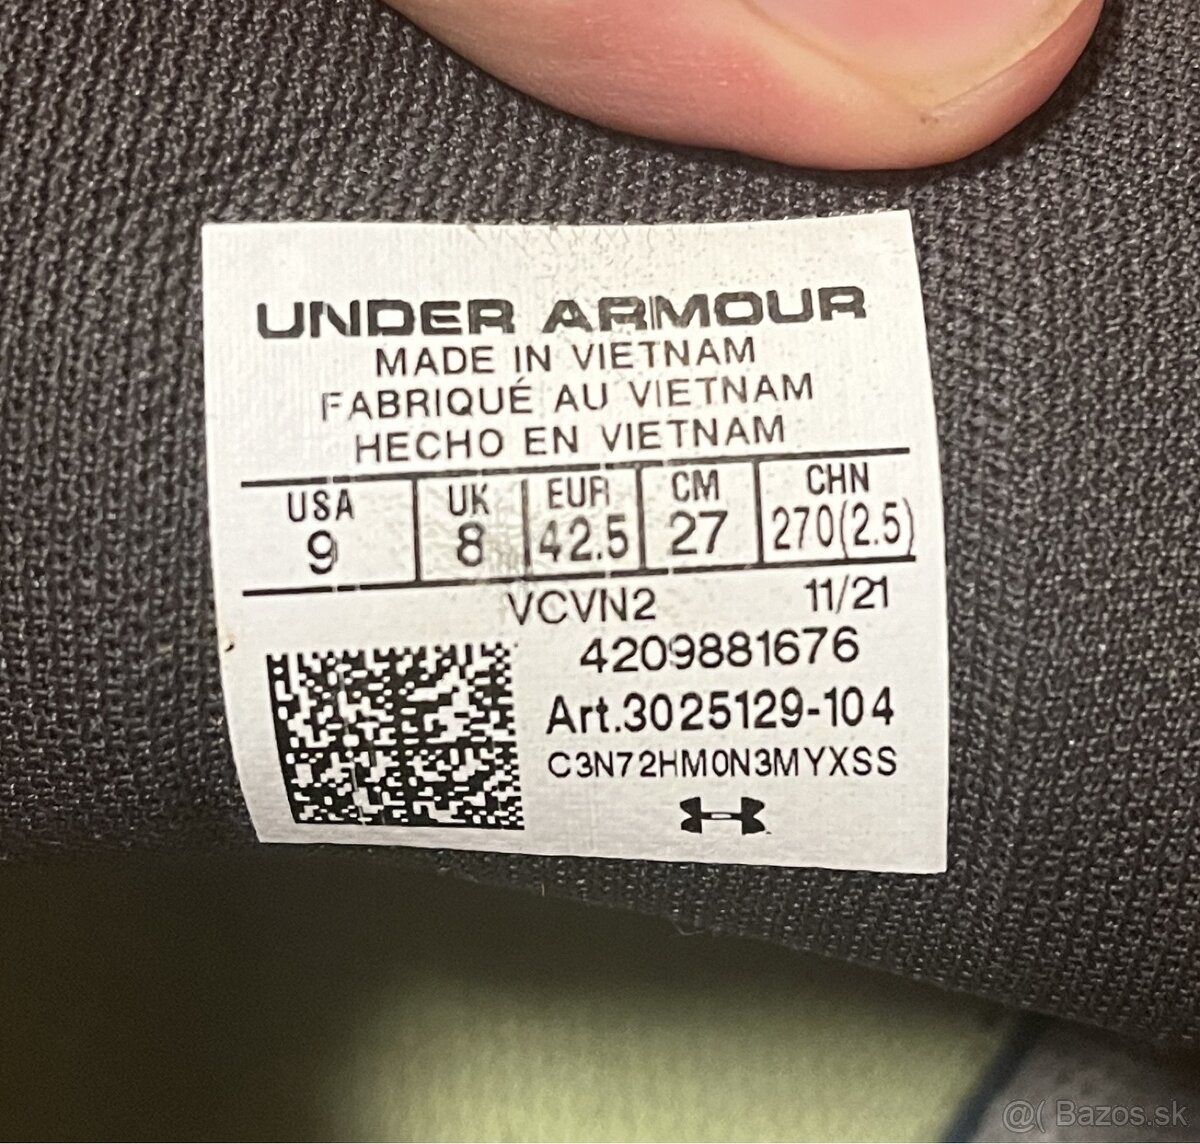 UNDER ARMOUR
MADE IN VIETNAM
FABRIQUÉ AU VIETNAM
HECHO EN VIETNAM
USA UK EUR CM CHN
9 8 42.5 27 270(2.5)
VCVN2 11/21
4209881676
Art.3025129-104
C3N72HM0N3MYXSS
@( Bazos.sk